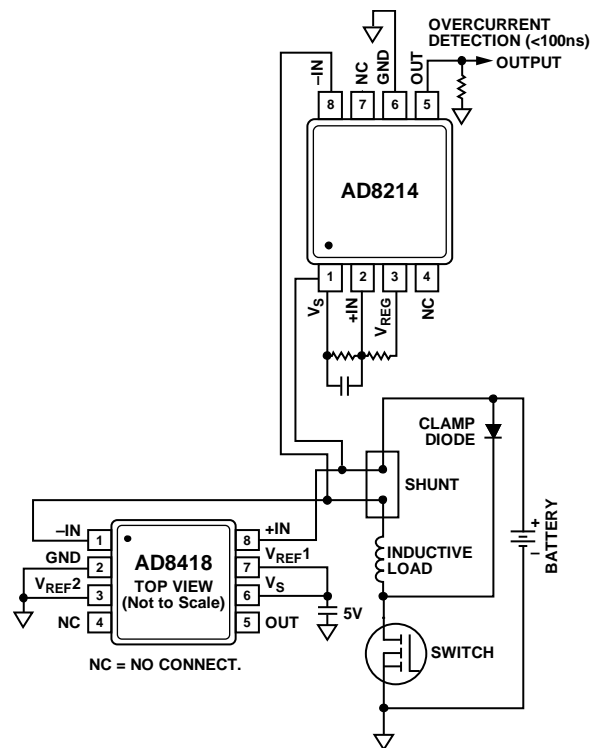 OVERCURRENT
DETECTION (<100ns)
OUTPUT
–IN
NC
GND
OUT
8
7
6
5
AD8214
1
2
3
4
VS
+IN
VREG
NC
CLAMP
DIODE
SHUNT
INDUCTIVE
LOAD
BATTERY
+
–
SWITCH
–IN
1
GND
2
VREF2
3
NC
4
AD8418
TOP VIEW
(Not to Scale)
8
+IN
7
VREF1
6
VS
5
OUT
5V
NC = NO CONNECT.